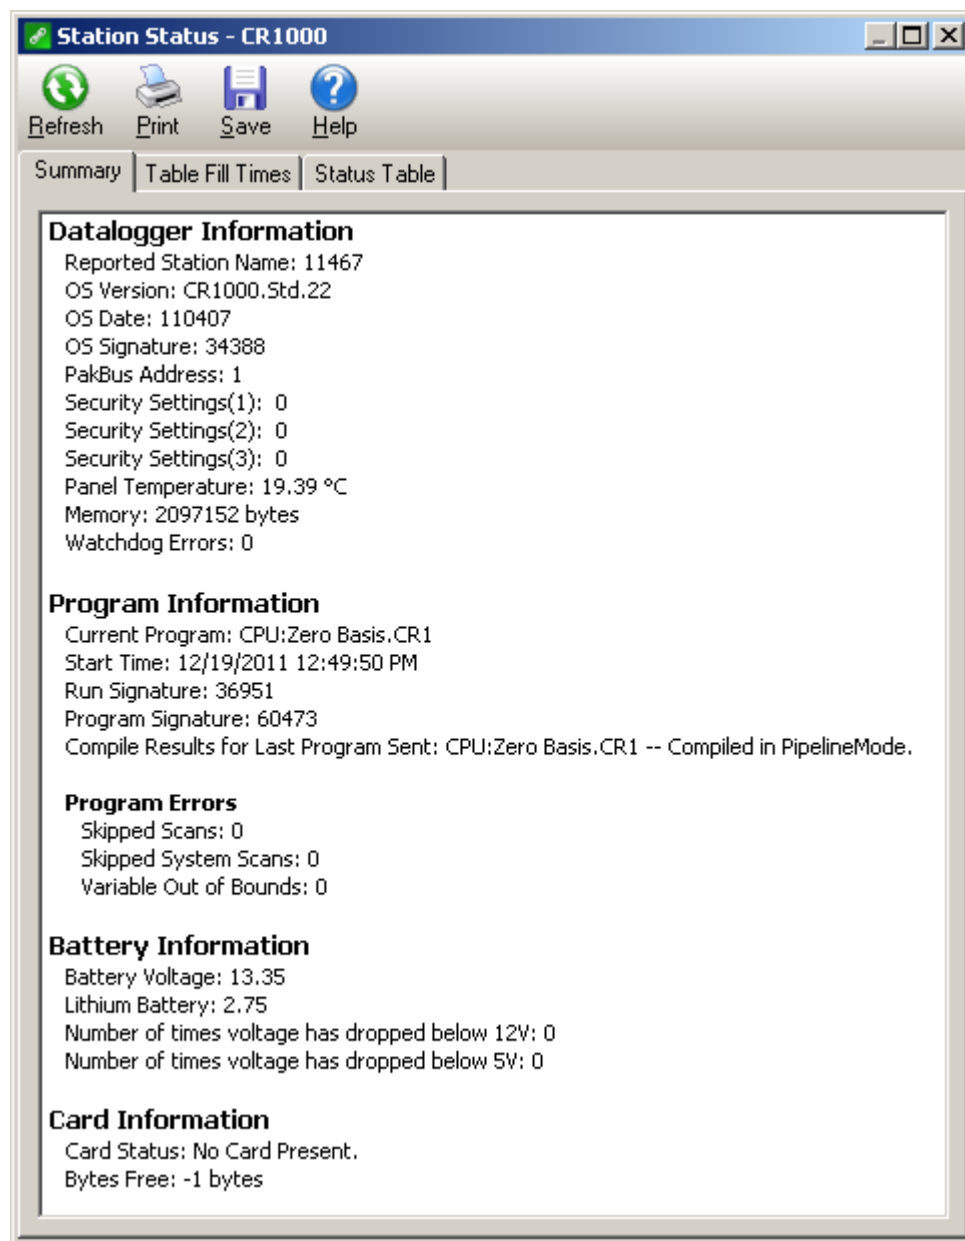 Station Status - CR1000
Refresh Print Save Help
Summary Table Fill Times Status Table
Datalogger Information
Reported Station Name: 11467
OS Version: CR1000.Std.22
OS Date: 110407
OS Signature: 34388
PakBus Address: 1
Security Settings(1):  0
Security Settings(2):  0
Security Settings(3):  0
Panel Temperature: 19.39 °C
Memory: 2097152 bytes
Watchdog Errors: 0
Program Information
Current Program: CPU:Zero Basis.CR1
Start Time: 12/19/2011 12:49:50 PM
Run Signature: 36951
Program Signature: 60473
Compile Results for Last Program Sent: CPU:Zero Basis.CR1 -- Compiled in PipelineMode.
Program Errors
Skipped Scans: 0
Skipped System Scans: 0
Variable Out of Bounds: 0
Battery Information
Battery Voltage: 13.35
Lithium Battery: 2.75
Number of times voltage has dropped below 12V: 0
Number of times voltage has dropped below 5V: 0
Card Information
Card Status: No Card Present.
Bytes Free: -1 bytes